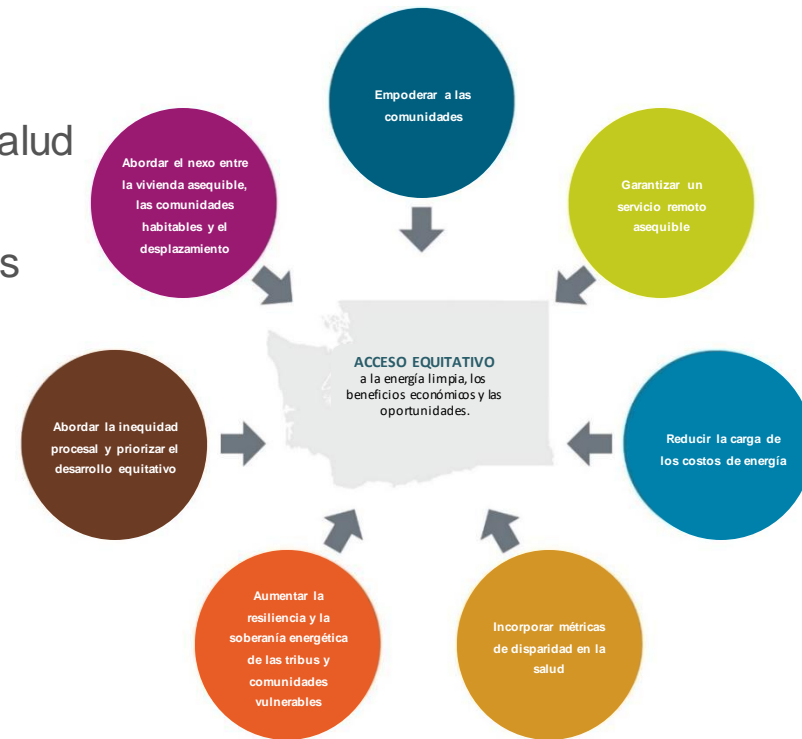 Empoderar a las
comunidades
alud
s
Abordar el nexo entre
la vivienda asequible,
las comunidades
habitables y el
desplazamiento
Garantizar un
servicio remoto
asequible
ACCESO EQUITATIVO
a la energía limpia, los
beneficios económicos y las
oportunidades.
Abordar la inequidad
procesal y priorizar el
desarrollo equitativo
Reducir la carga de
los costos de energía
Aumentar la
resiliencia y la
soberanía energética
de las tribus y
comunidades
vulnerables
Incorporar métricas
de disparidad en la
salud